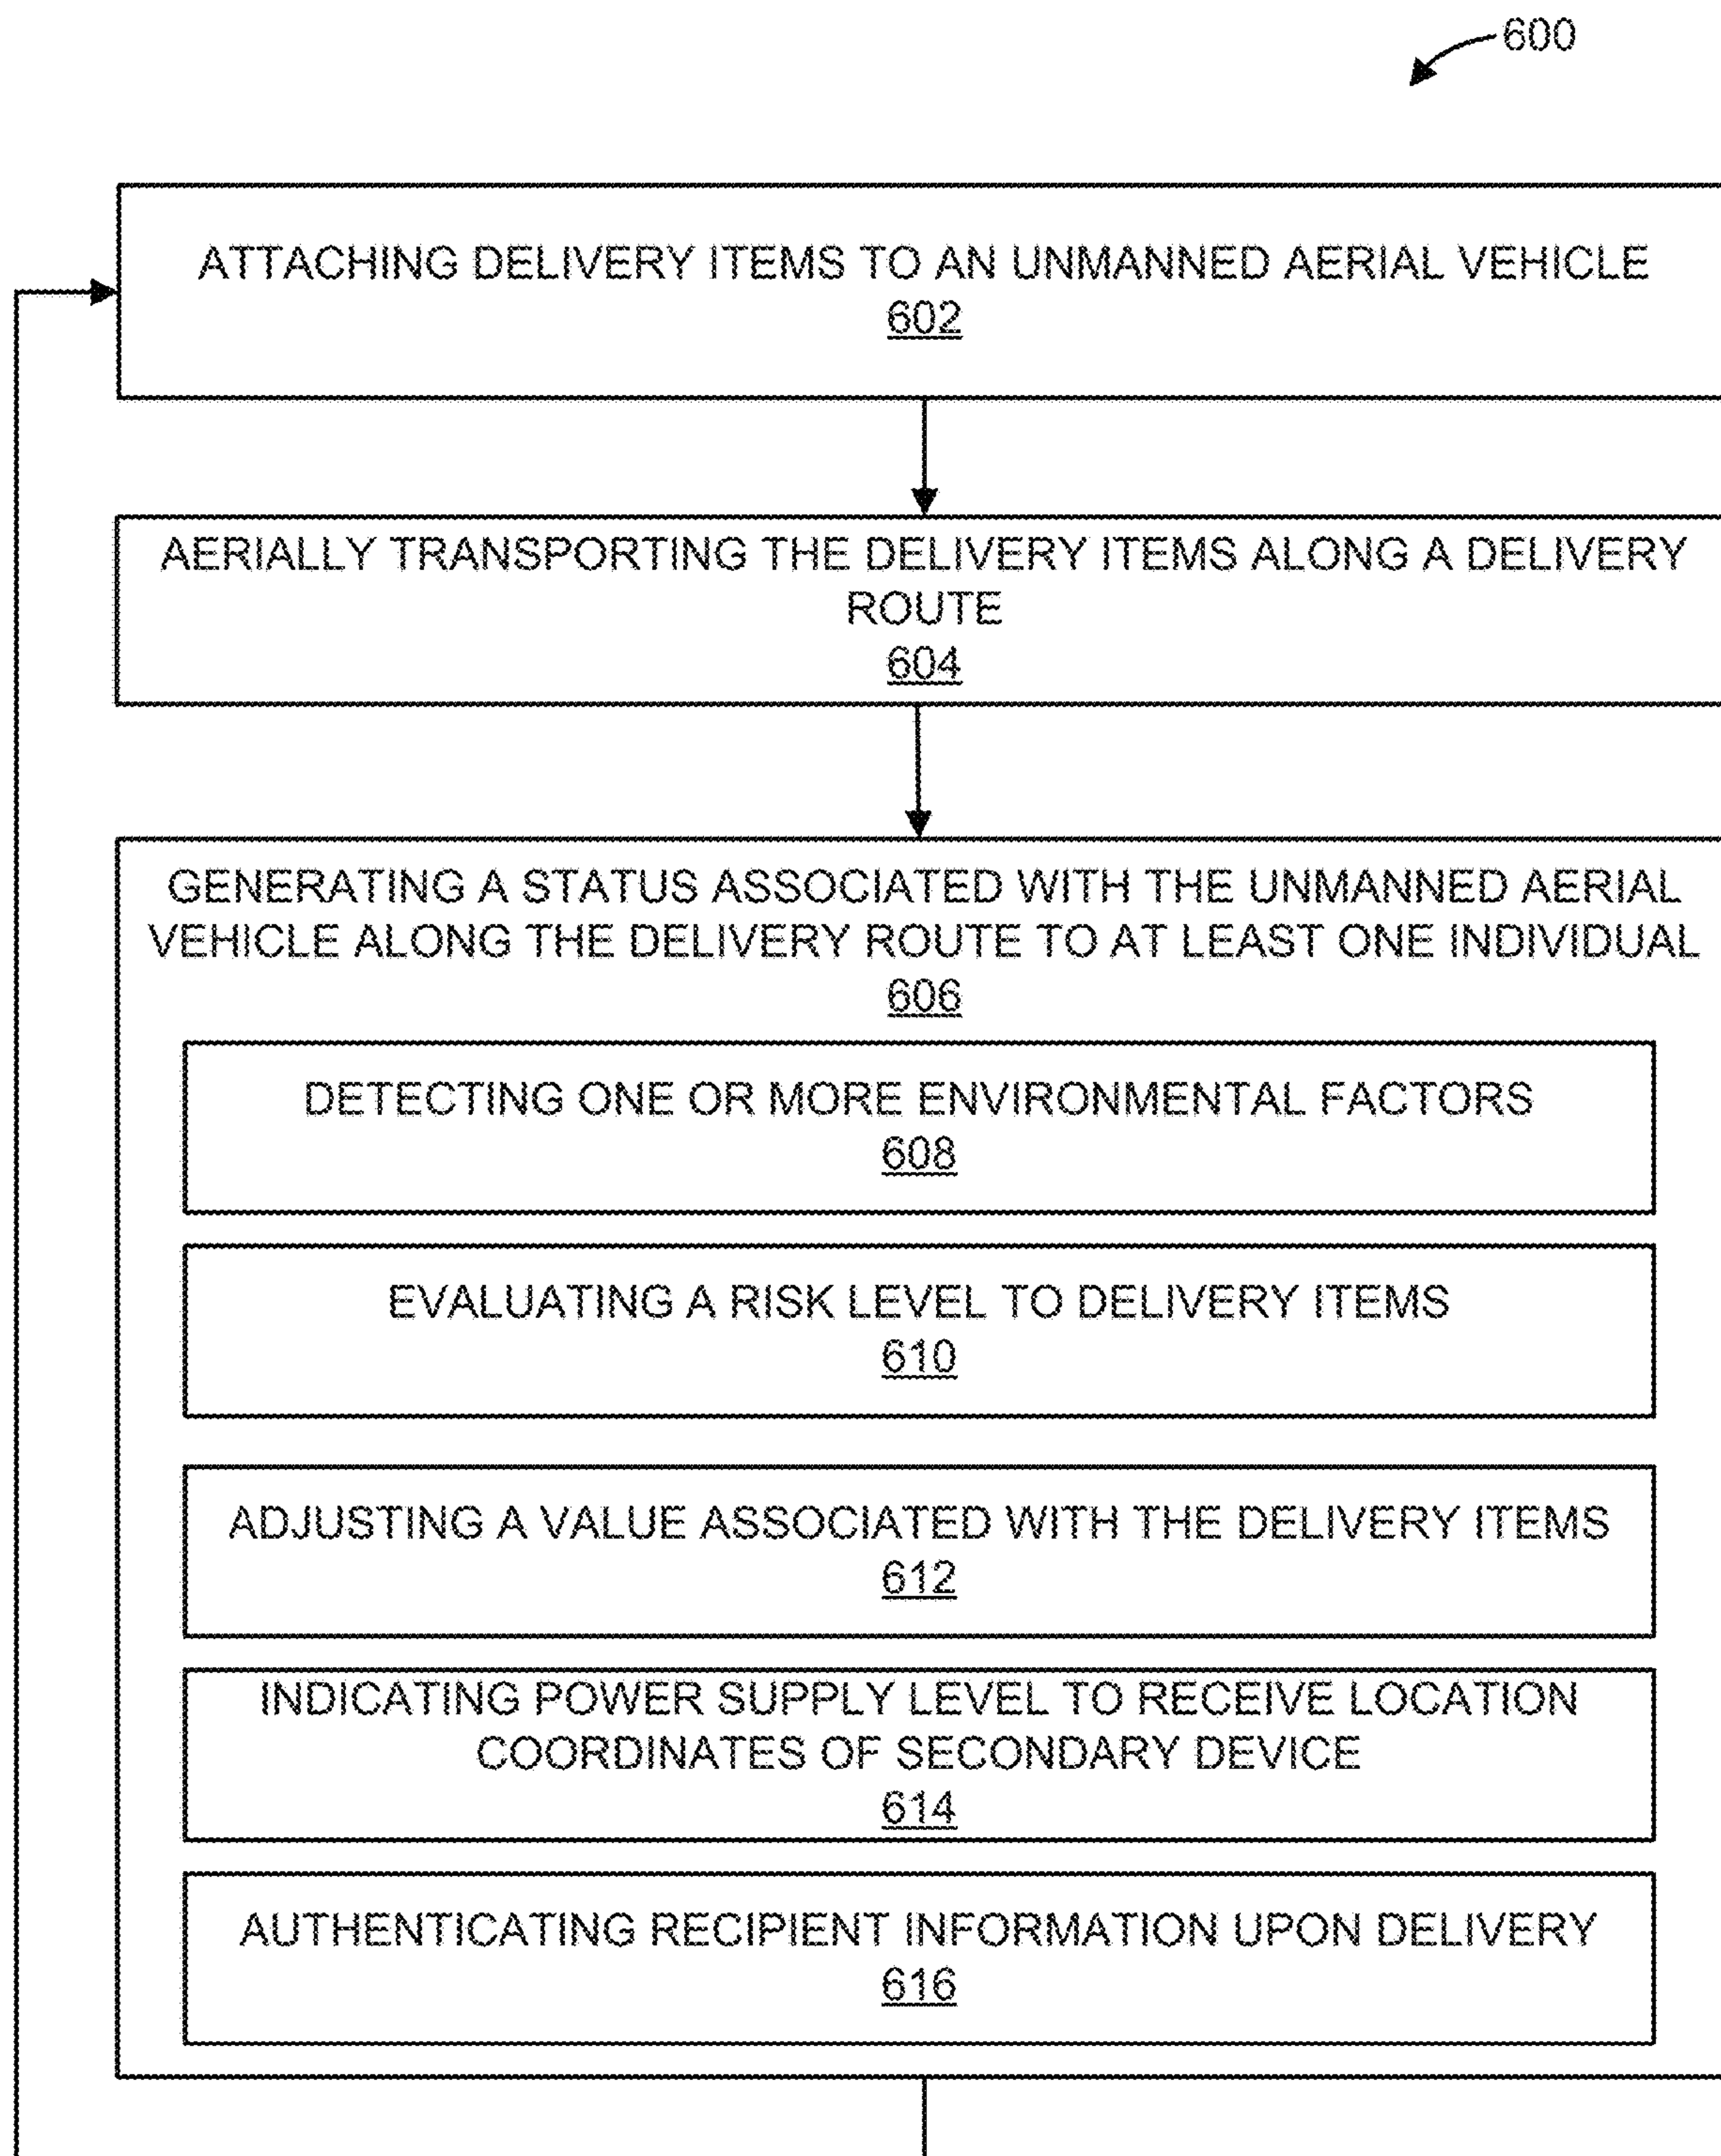 600
ATTACHING DELIVERY ITEMS TO AN UNMANNED AERIAL VEHICLE
602
AERIALLY TRANSPORTING THE DELIVERY ITEMS ALONG A DELIVERY
ROUTE
604
GENERATING A STATUS ASSOCIATED WITH THE UNMANNED AERIAL
VEHICLE ALONG THE DELIVERY ROUTE TO AT LEAST ONE INDIVIDUAL
606
DETECTING ONE OR MORE ENVIRONMENTAL FACTORS
608
EVALUATING A RISK LEVEL TO DELIVERY ITEMS
610
ADJUSTING A VALUE ASSOCIATED WITH THE DELIVERY ITEMS
612
INDICATING POWER SUPPLY LEVEL TO RECEIVE LOCATION
COORDINATES OF SECONDARY DEVICE
614
AUTHENTICATING RECIPIENT INFORMATION UPON DELIVERY
616